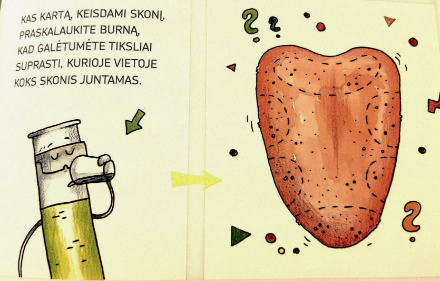 KAS KARTĄ, KEISDAMI SKONĮ,
PRASKALAUKITE BURNĄ,
KAD GALĖTUMĖTE TIKSLIAI
SUPRASTI, KURIOJE VIETOJE
KOKS SKONIS JUNTAMAS.